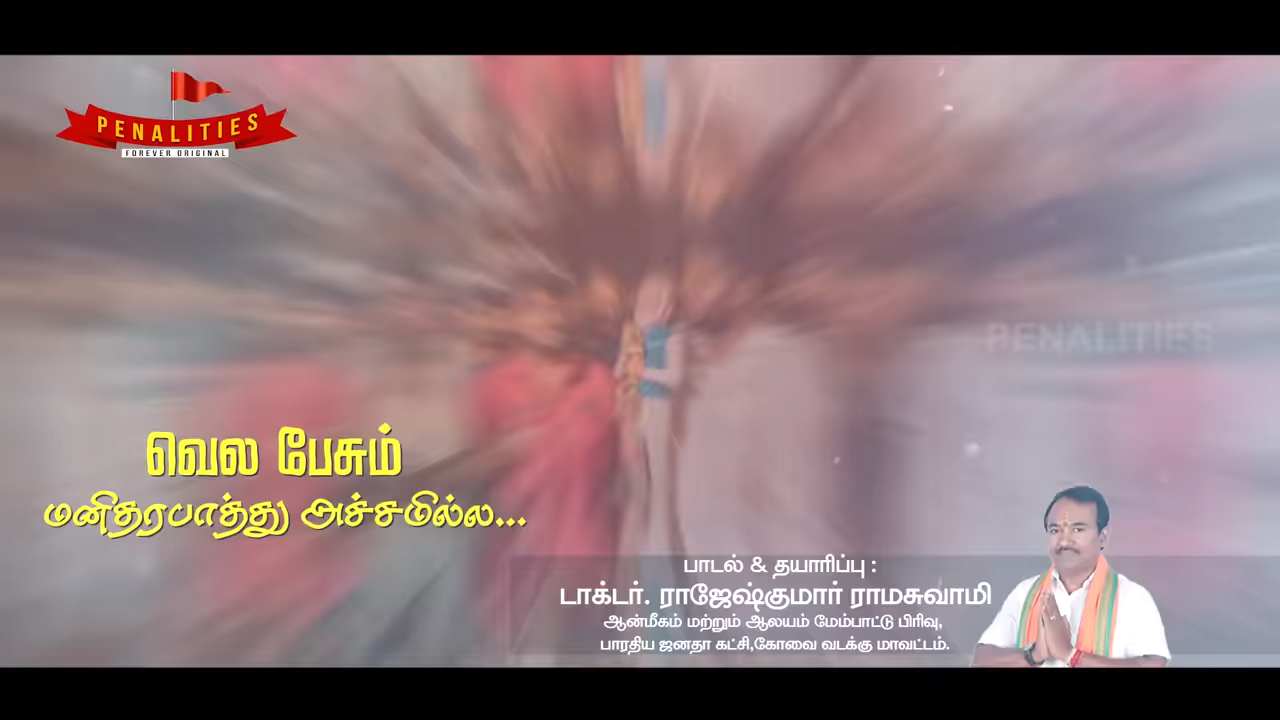 PENALITIES
FOREVER ORIGINAL
PENALITIES
வெல பேசும்
மனிதரபாத்து அச்சமில்ல...
பாடல் & தயாரிப்பு :
டாக்டர். ராஜேஷ்குமார் ராமசுவாமி
ஆன்மீகம் மற்றும் ஆலயம் மேம்பாட்டு பிரிவு,
பாரதிய ஜனதா கட்சி,கோவை வடக்கு மாவட்டம்.